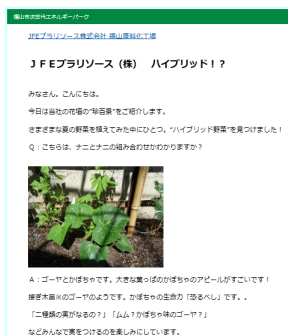 福山市次世代エネルギーパーク
JFEプラリソース株式会社 福山原料化工場
JFEプラリソース（株）　ハイブリッド！？
みなさん、こんにちは。
今日は当社の花壇の“珍百景”をご紹介します。
さまざまな夏の野菜を植えてみた中にひとつ、“ハイブリッド野菜”を見つけました！
Q：こちらは、ナニとナニの組み合わせかわかりますか？
A：ゴーヤとかぼちゃです。大きな葉っぱのかぼちゃのアピールがすごいです！
接ぎ木苗※のゴーヤのようです。かぼちゃの生命力「恐るべし」です。。
「二種類の実がなるの？」「ムム？かぼちゃ味のゴーヤ？」
などみんなで実をつけるのを楽しみにしています。